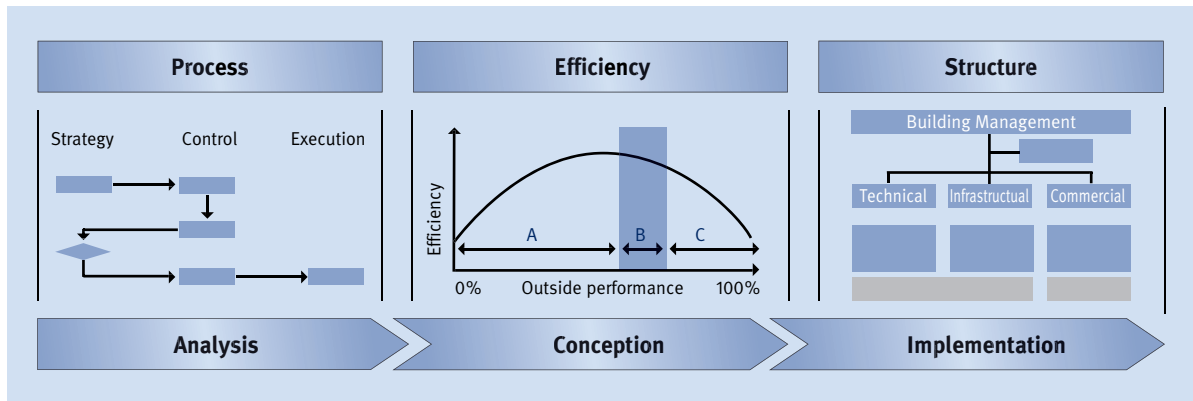 Process
Efficiency
Structure
Strategy
Control
Execution
Efficiency
A
B
C
0%
Outside performance
100%
Building Management
Technical
Infrastructual
Commercial
Analysis
Conception
Implementation